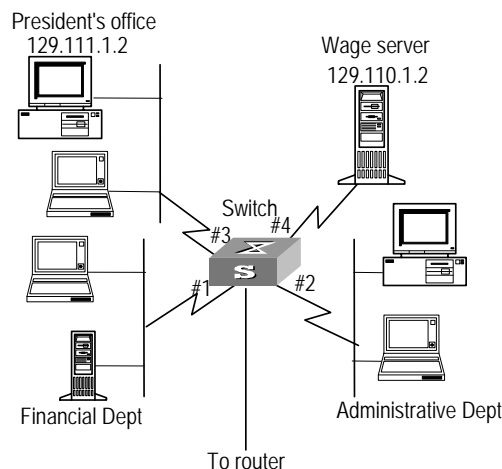 President's office
129.111.1.2
Wage server
129.110.1.2
Switch
#3
#4
#1
#2
S
Financial Dept
Administrative Dept
To router